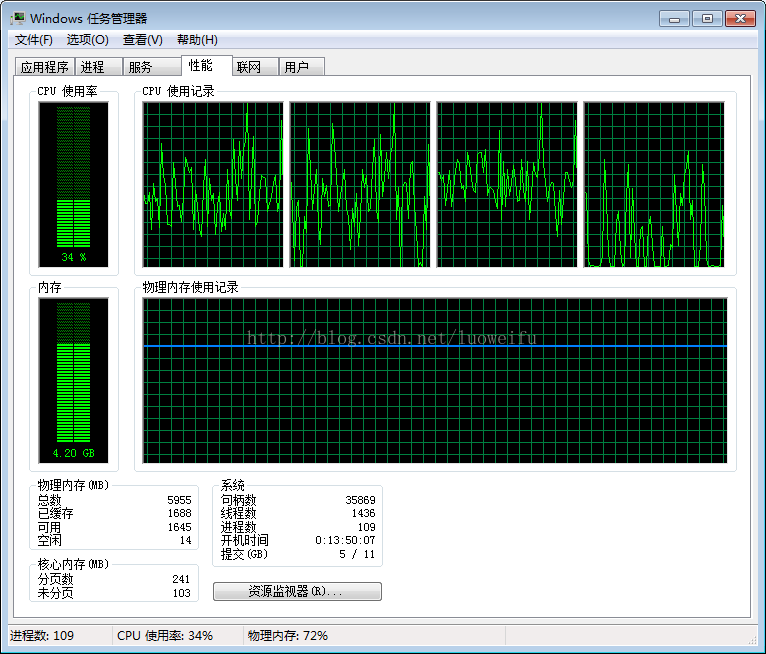 Windows 任务管理器
文件(F) 选项(O) 查看(V) 帮助(H)
应用程序 进程 服务 性能 联网 用户
CPU 使用率 CPU 使用记录
34 %
内存 物理内存使用记录
http://blog.csdn.net/luoweifu
4.20 GB
物理内存(MB) 系统
总数 5955 句柄数 35869
已缓存 1688 线程数 1436
可用 1645 进程数 109
空闲 14 开机时间 0:13:50:07
提交(GB) 5 / 11
核心内存(MB)
分页数 241
未分页 103 资源监视器(R)...
进程数: 109 CPU 使用率: 34% 物理内存: 72%